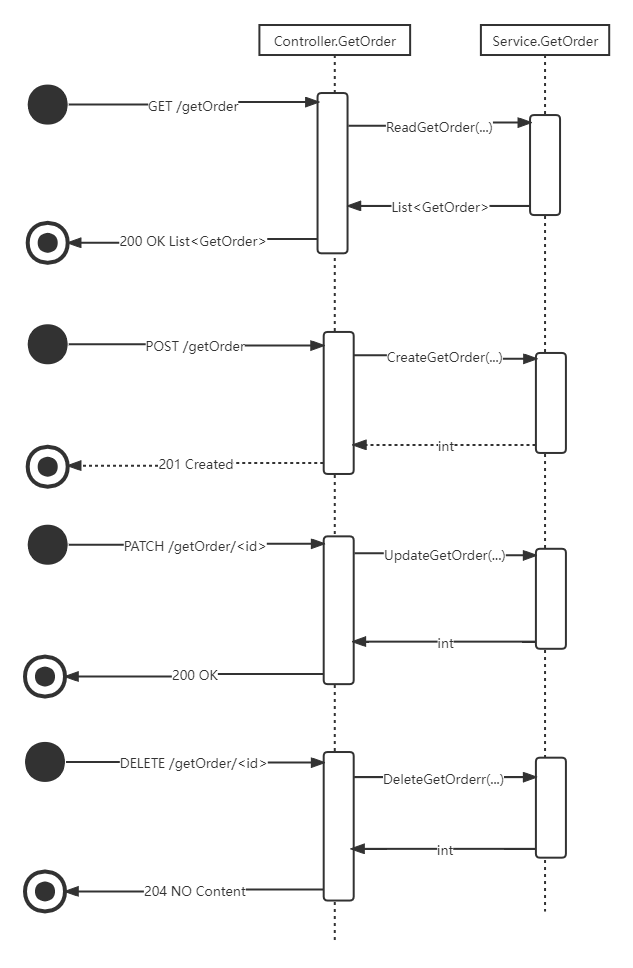 Controller.GetOrder
Service.GetOrder
GET /getOrder
ReadGetOrder(...)
List<GetOrder>
200 OK List<GetOrder>
POST /getOrder
CreateGetOrder(...)
int
201 Created
PATCH /getOrder/<id>
UpdateGetOrder(...)
int
200 OK
DELETE /getOrder/<id>
DeleteGetOrderr(...)
int
204 NO Content